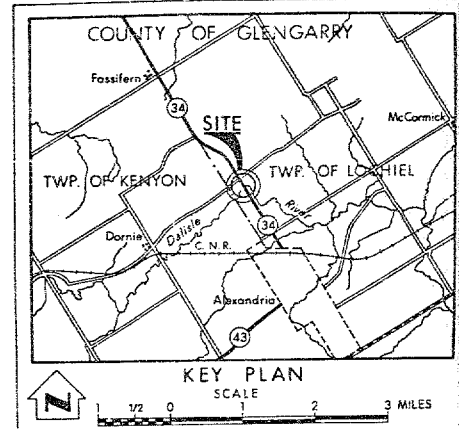 COUNTY OF GLENGARRY
Fassifern
34
SITE
McCormick
TWP. OF KENYON
TWP. OF LOCHIEL
River
Delisle
Dornie
34
C. N. R.
Alexandria
43
KEY PLAN
SCALE
N
1 1/2 0 1 2 3 MILES